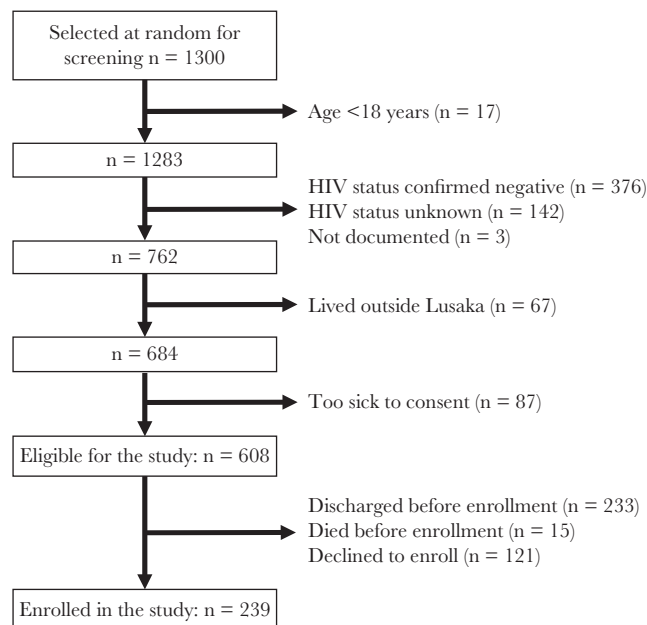 Selected at random for
screening n = 1300
Age <18 years (n = 17)
n = 1283
HIV status confirmed negative (n = 376)
HIV status unknown (n = 142)
Not documented (n = 3)
n = 762
Lived outside Lusaka (n = 67)
n = 684
Too sick to consent (n = 87)
Eligible for the study: n = 608
Discharged before enrollment (n = 233)
Died before enrollment (n = 15)
Declined to enroll (n = 121)
Enrolled in the study: n = 239